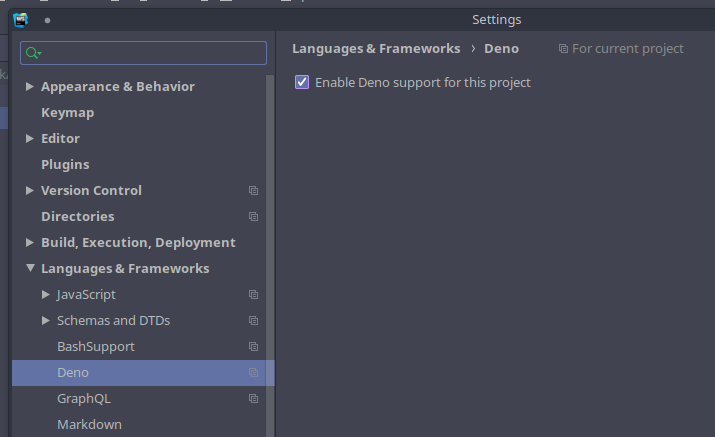 Settings
Languages & Frameworks › Deno For current project
Enable Deno support for this project
Appearance & Behavior
Keymap
Editor
Plugins
Version Control
Directories
Build, Execution, Deployment
Languages & Frameworks
JavaScript
Schemas and DTDs
BashSupport
Deno
GraphQL
Markdown